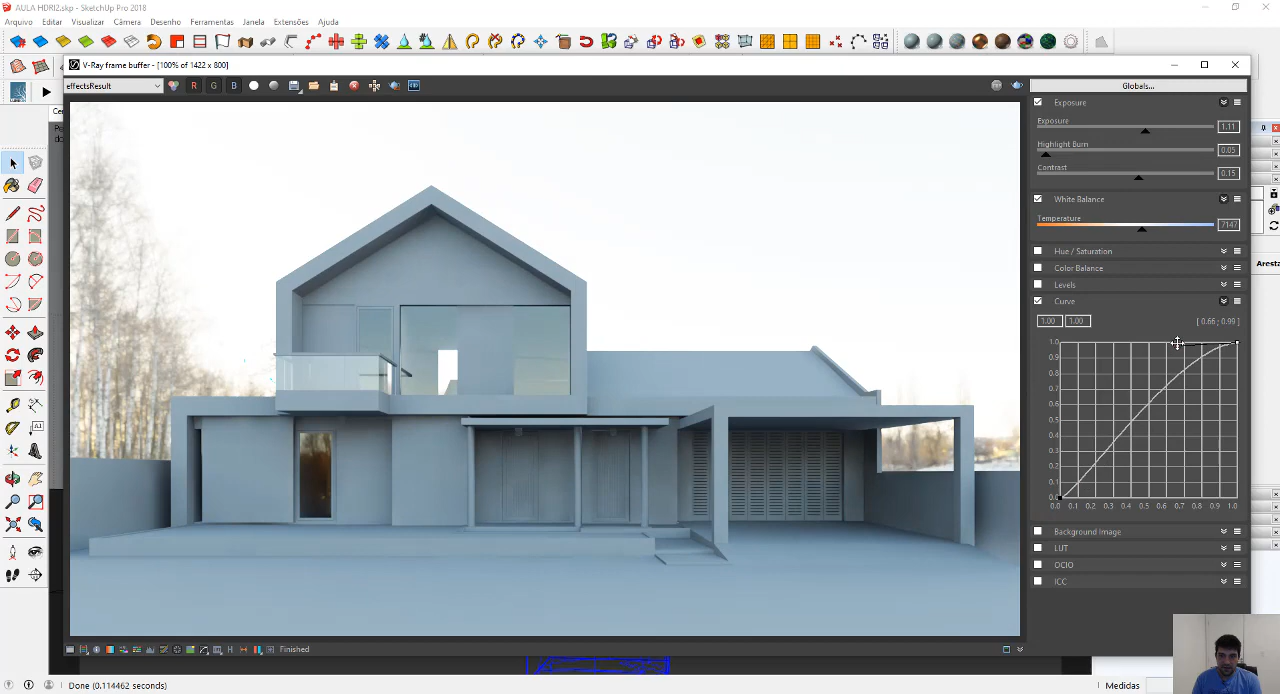 AULA HDRI2.skp - SketchUp Pro 2018
Arquivo Editar Visualizar Câmera Desenho Ferramentas Janela Extensões Ajuda
V-Ray frame buffer - [100% of 1422 x 800]
effectsResult
R G B
Globals...
Exposure
Exposure
1.11
Highlight Burn
0.05
Contrast
0.15
White Balance
Temperature
7147
Hue / Saturation
Color Balance
Levels
Curve
1.00 1.00 [ 0.66 ; 0.99 ]
1.0
0.9
0.8
0.7
0.6
0.5
0.4
0.3
0.2
0.1
0.0
0.0 0.1 0.2 0.3 0.4 0.5 0.6 0.7 0.8 0.9 1.0
Background Image
LUT
OCIO
ICC
Aresta
H
Finished
Done (0.114462 seconds)
Medidas